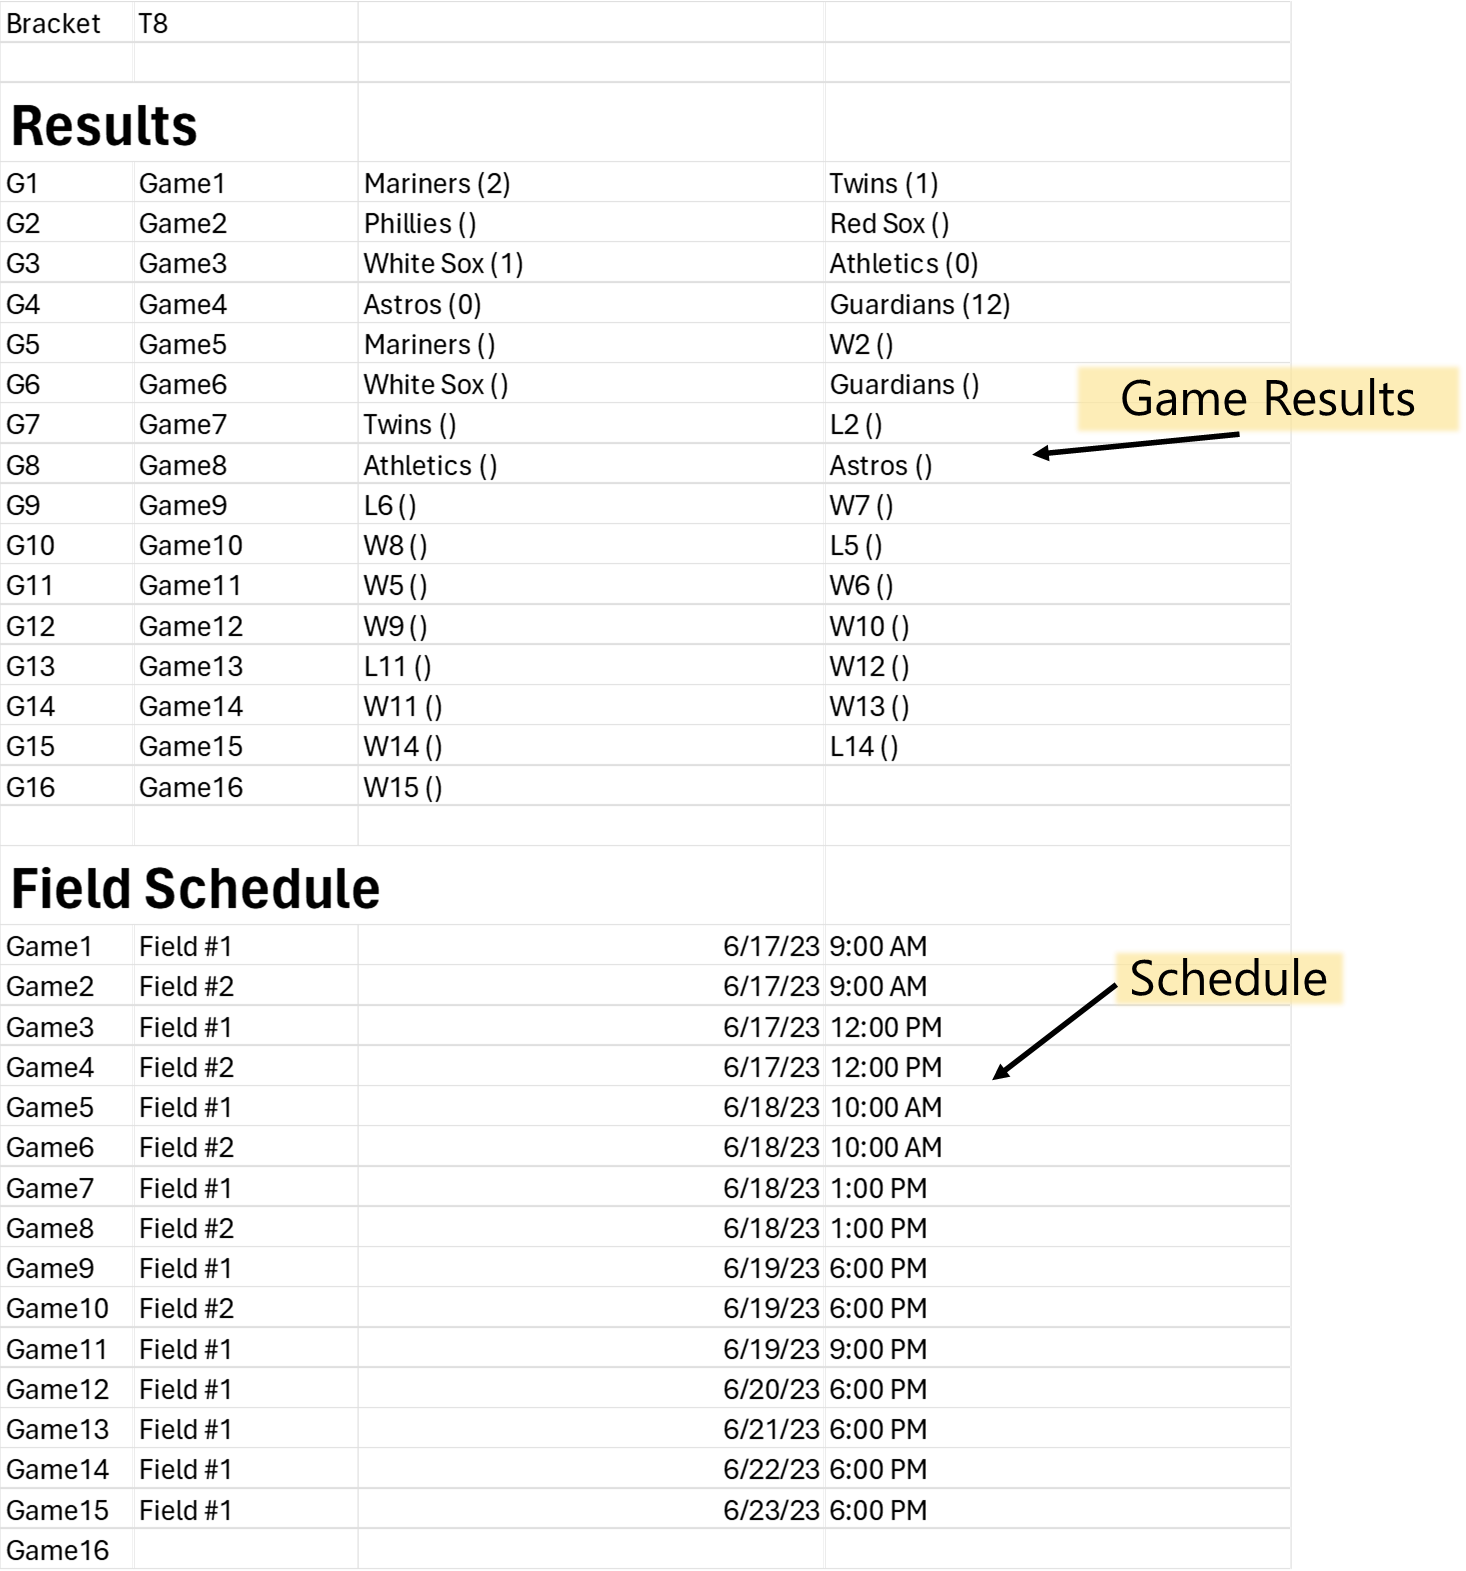 Bracket T8
Results
G1 Game1 Mariners (2) Twins (1)
G2 Game2 Phillies () Red Sox ()
G3 Game3 White Sox (1) Athletics (0)
G4 Game4 Astros (0) Guardians (12)
G5 Game5 Mariners () W2 ()
G6 Game6 White Sox () Guardians ()
Game Results
G7 Game7 Twins () L2 ()
G8 Game8 Athletics () Astros ()
G9 Game9 L6 () W7 ()
G10 Game10 W8 () L5 ()
G11 Game11 W5 () W6 ()
G12 Game12 W9 () W10 ()
G13 Game13 L11 () W12 ()
G14 Game14 W11 () W13 ()
G15 Game15 W14 () L14 ()
G16 Game16 W15 ()
Field Schedule
Game1 Field #1 6/17/23 9:00 AM
Schedule
Game2 Field #2 6/17/23 9:00 AM
Game3 Field #1 6/17/23 12:00 PM
Game4 Field #2 6/17/23 12:00 PM
Game5 Field #1 6/18/23 10:00 AM
Game6 Field #2 6/18/23 10:00 AM
Game7 Field #1 6/18/23 1:00 PM
Game8 Field #2 6/18/23 1:00 PM
Game9 Field #1 6/19/23 6:00 PM
Game10 Field #2 6/19/23 6:00 PM
Game11 Field #1 6/19/23 9:00 PM
Game12 Field #1 6/20/23 6:00 PM
Game13 Field #1 6/21/23 6:00 PM
Game14 Field #1 6/22/23 6:00 PM
Game15 Field #1 6/23/23 6:00 PM
Game16